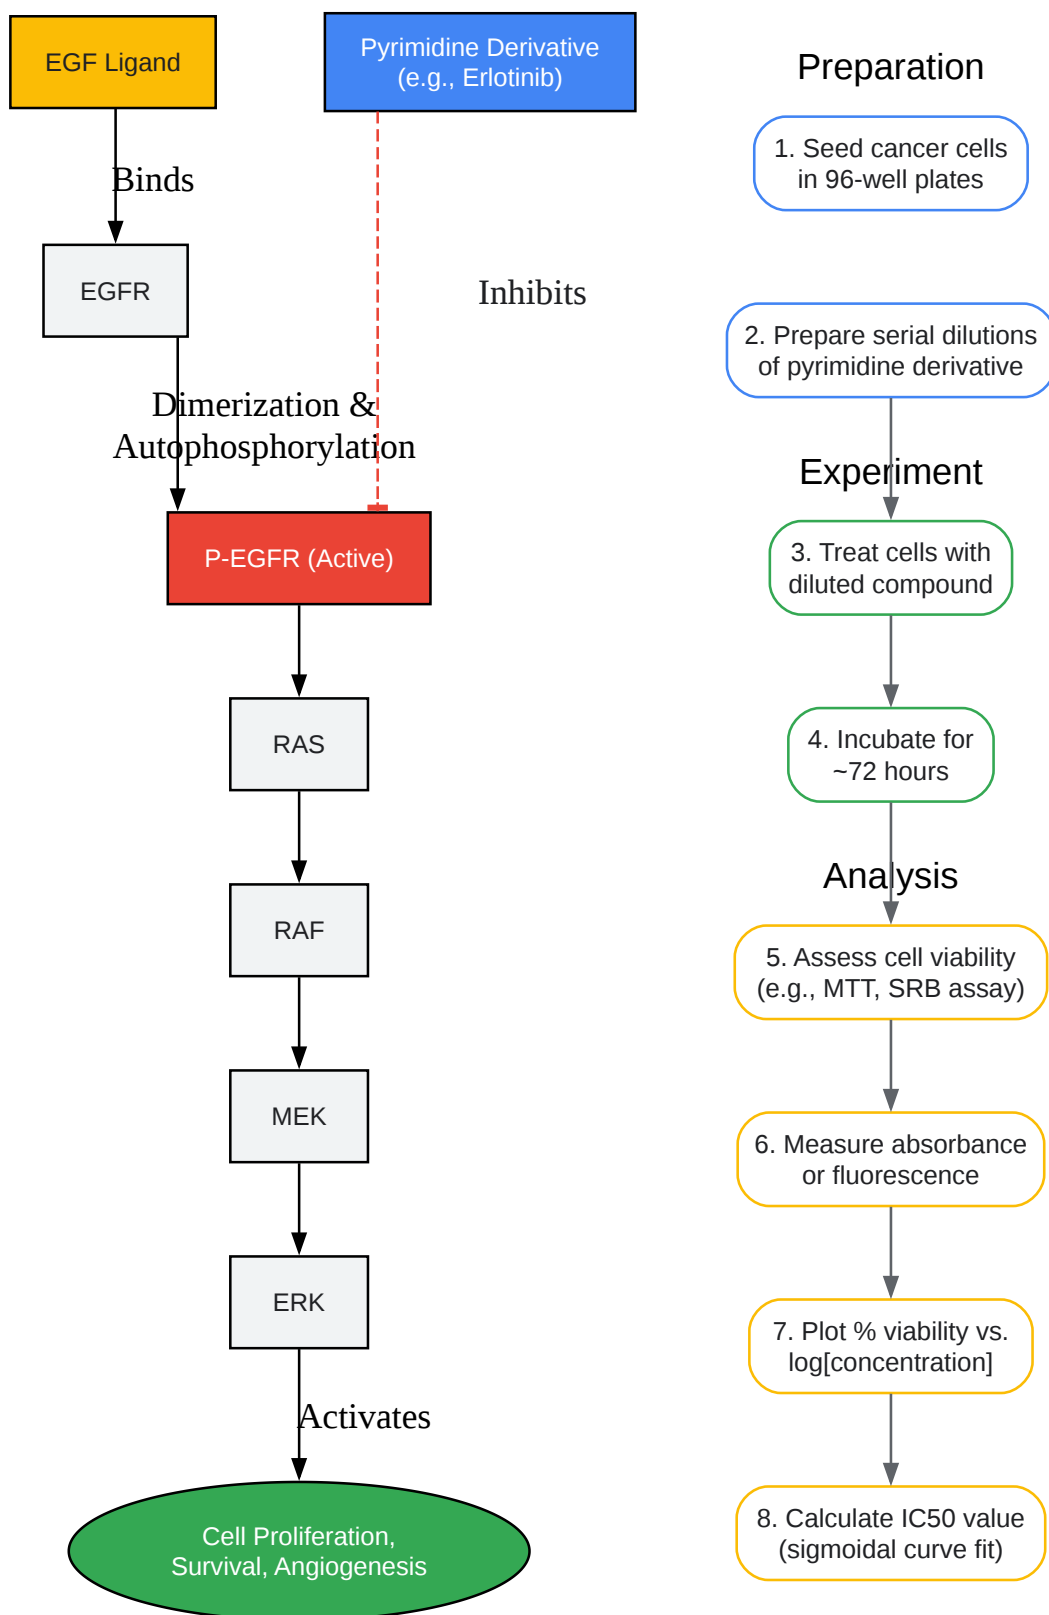 EGF Ligand
Pyrimidine Derivative
(e.g., Erlotinib)
Binds
EGFR
Inhibits
Dimerization &
Autophosphorylation
P-EGFR (Active)
RAS
RAF
MEK
ERK
Activates
Cell Proliferation,
Survival, Angiogenesis
Preparation
1. Seed cancer cells
in 96-well plates
2. Prepare serial dilutions
of pyrimidine derivative
Experiment
3. Treat cells with
diluted compound
4. Incubate for
~72 hours
Analysis
5. Assess cell viability
(e.g., MTT, SRB assay)
6. Measure absorbance
or fluorescence
7. Plot % viability vs.
log[concentration]
8. Calculate IC50 value
(sigmoidal curve fit)